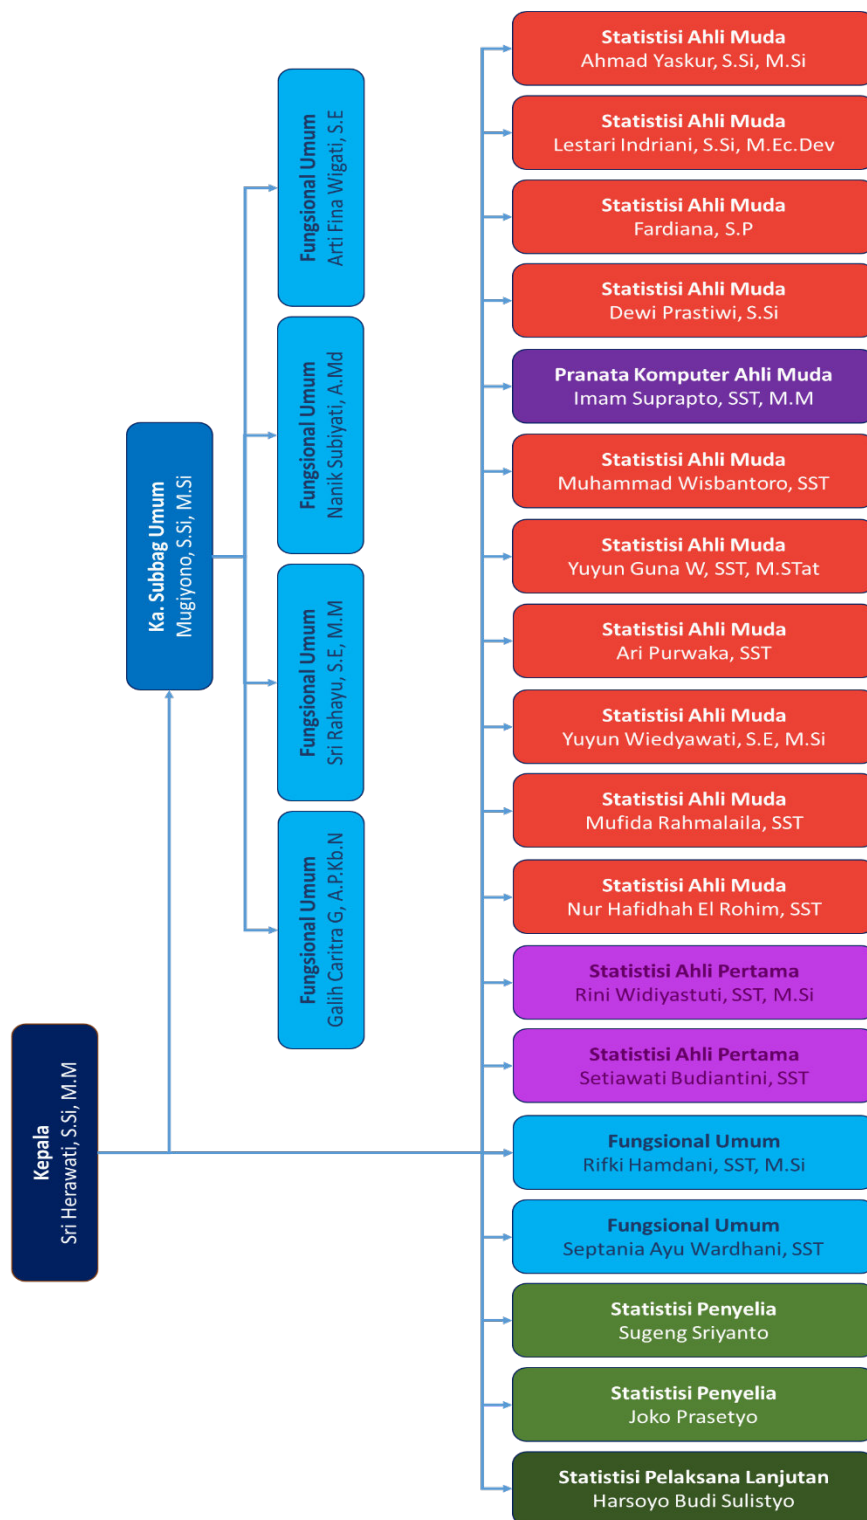 Kepala
Sri Herawati, S.Si, M.M
Ka. Subbag Umum
Mugiyono, S.Si, M.Si
Fungsional Umum
Arti Fina Wigati, S.E
Fungsional Umum
Nanik Subiyati, A.Md
Fungsional Umum
Sri Rahayu, S.E, M.M
Fungsional Umum
Galih Caritra G, A.P.Kb.N
Statistisi Ahli Muda
Ahmad Yaskur, S.Si, M.Si
Statistisi Ahli Muda
Lestari Indriani, S.Si, M.Ec.Dev
Statistisi Ahli Muda
Fardiana, S.P
Statistisi Ahli Muda
Dewi Prastiwi, S.Si
Pranata Komputer Ahli Muda
Imam Suprapto, SST, M.M
Statistisi Ahli Muda
Muhammad Wisbantoro, SST
Statistisi Ahli Muda
Yuyun Guna W, SST, M.STat
Statistisi Ahli Muda
Ari Purwaka, SST
Statistisi Ahli Muda
Yuyun Wiedyawati, S.E, M.Si
Statistisi Ahli Muda
Mufida Rahmalaila, SST
Statistisi Ahli Muda
Nur Hafidhah El Rohim, SST
Statistisi Ahli Pertama
Rini Widiyastuti, SST, M.Si
Statistisi Ahli Pertama
Setiawati Budiantini, SST
Fungsional Umum
Rifki Hamdani, SST, M.Si
Fungsional Umum
Septania Ayu Wardhani, SST
Statistisi Penyelia
Sugeng Sriyanto
Statistisi Penyelia
Joko Prasetyo
Statistisi Pelaksana Lanjutan
Harsoyo Budi Sulistyo